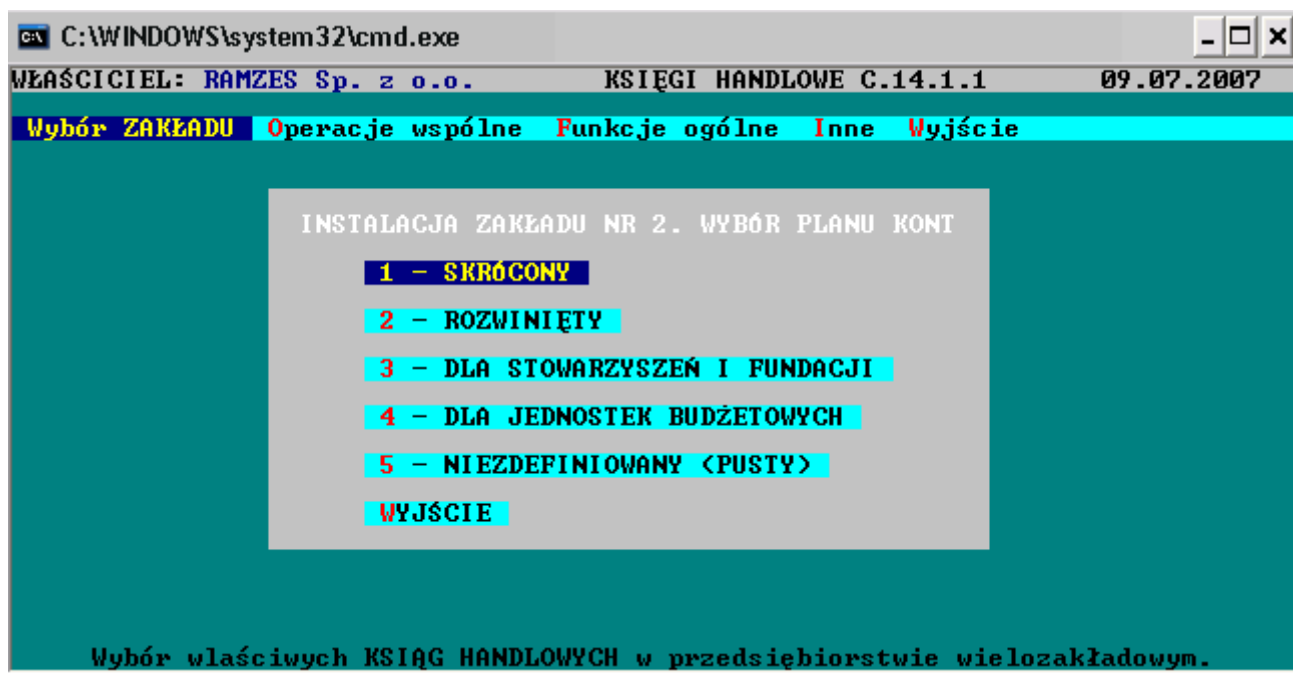 C:\WINDOWS\system32\cmd.exe
WŁAŚCICIEL: RAMZES Sp. z o.o. KSIĘGI HANDLOWE C.14.1.1 09.07.2007
Wybór ZAKŁADU Operacje wspólne Funkcje ogólne Inne Wyjście
INSTALACJA ZAKŁADU NR 2. WYBÓR PLANU KONT
1 - SKRÓCONY
2 - ROZWINIĘTY
3 - DLA STOWARZYSZEŃ I FUNDACJI
4 - DLA JEDNOSTEK BUDŻETOWYCH
5 - NIEZDEFINIOWANY (PUSTY)
WYJŚCIE
Wybór właściwych KSIĄG HANDLOWYCH w przedsiębiorstwie wielozakładowym.